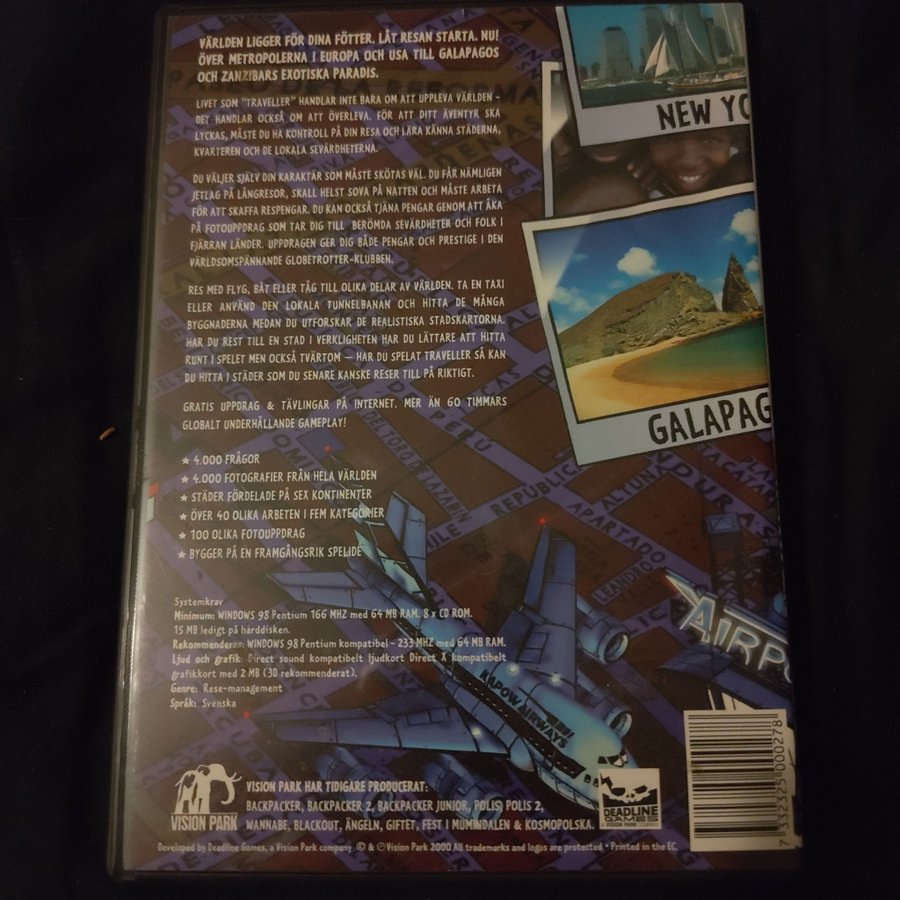 VÄRLDEN LIGGER FÖR DINA FÖTTER. LÅT RESAN STARTA. NU!
ÖVER METROPOLERNA I EUROPA OCH USA TILL GALAPAGOS
OCH ZANZIBARS EXOTISKA PARADIS.
LIVET SOM "TRAVELLER" HANDLAR INTE BARA OM ATT UPPLEVA VÄRLDEN –
DET HANDLAR OCKSÅ OM ATT ÖVERLEVA. FÖR ATT DITT ÄVENTYR SKA
LYCKAS, MÅSTE DU HA KONTROLL PÅ DIN RESA OCH LÄRA KÄNNA STÄDERNA,
KVARTEREN OCH DE LOKALA SEVÄRDHETERNA.
DU VÄLJER SJÄLV DIN KARAKTÄR SOM MÅSTE SKÖTAS VÄL. DU FÅR NÄMLIGEN
JETLAG PÅ LÅNGRESOR, SKALL HELST SOVA PÅ NATTEN OCH MÅSTE ARBETA
FÖR ATT SKAFFA RESPENGAR. DU KAN OCKSÅ TJÄNA PENGAR GENOM ATT ÅKA
PÅ FOTOUPPDRAG SOM TAR DIG TILL BERÖMDA SEVÄRDHETER OCH FOLK I
FJÄRRAN LÄNDER. UPPDRAGEN GER DIG BÅDE PENGAR OCH PRESTIGE I DEN
VÄRLDSOMSPÄNNANDE GLOBETROTTER-KLUBBEN.
RES MED FLYG, BÅT ELLER TÅG TILL OLIKA DELAR AV VÄRLDEN. TA EN TAXI
ELLER ANVÄND DEN LOKALA TUNNELBANAN OCH HITTA DE MÅNGA
BYGGNADERNA MEDAN DU UTFORSKAR DE REALISTISKA STADSKARTORNA.
HAR DU REST TILL EN STAD I VERKLIGHETEN HAR DU LÄTTARE ATT HITTA
RUNT I SPELET MEN OCKSÅ TVÄRTOM – HAR DU SPELAT TRAVELLER SÅ KAN
DU HITTA I STÄDER SOM DU SENARE KANSKE RESER TILL PÅ RIKTIGT.
GRATIS UPPDRAG & TÄVLINGAR PÅ INTERNET. MER ÄN 60 TIMMARS
GLOBALT UNDERHÅLLANDE GAMEPLAY!
★ 4.000 FRÅGOR
★ 4.000 FOTOGRAFIER FRÅN HELA VÄRLDEN
★ STÄDER FÖRDELADE PÅ SEX KONTINENTER
★ ÖVER 40 OLIKA ARBETEN I FEM KATEGORIER
★ 100 OLIKA FOTOUPPDRAG
★ BYGGER PÅ EN FRAMGÅNGSRIK SPELIDÉ
NEW YO
GALAPAG
REPUBLICA
HONDURAS
ALTUNA
APARTADO
LEANDRO
PERÚ
Systemkrav
Minimum: WINDOWS 98 Pentium 166 MHZ med 64 MB RAM. 8 x CD ROM.
15 MB ledigt på hårddisken.
Rekommenderan: WINDOWS 98 Pentium kompatibel – 233 MHZ med 64 MB RAM.
Ljud och grafik: Direct sound kompatibelt ljudkort Direct X kompatibelt
grafikkort med 2 MB (3D rekommenderat).
Genre: Rese-management
Språk: Svenska
KAPOW AIRWAYS
AIRPO
VISION PARK
VISION PARK HAR TIDIGARE PRODUCERAT:
BACKPACKER, BACKPACKER 2, BACKPACKER JUNIOR, POLIS, POLIS 2,
WANNABE, BLACKOUT, ÄNGELN, GIFTET, FEST I MUMINDALEN & KOSMOPOLSKA.
DEADLINE
GAMES
A VISION PARK COMPANY
Developed by Deadline Games, a Vision Park company © & ℗Vision Park 2000 All trademarks and logos are protected • Printed in the EC.
7 332325 000278